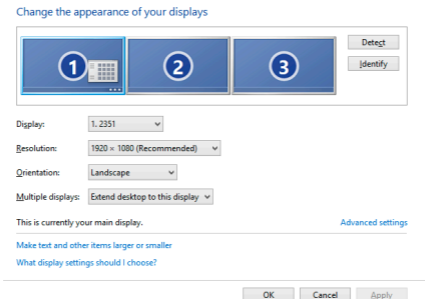 Change the appearance of your displays
Detect
1 2 3
Identify
Display: 1. 2351
Resolution: 1920 × 1080 (Recommended)
Orientation: Landscape
Multiple displays: Extend desktop to this display
This is currently your main display. Advanced settings
Make text and other items larger or smaller
What display settings should I choose?
OK Cancel Apply